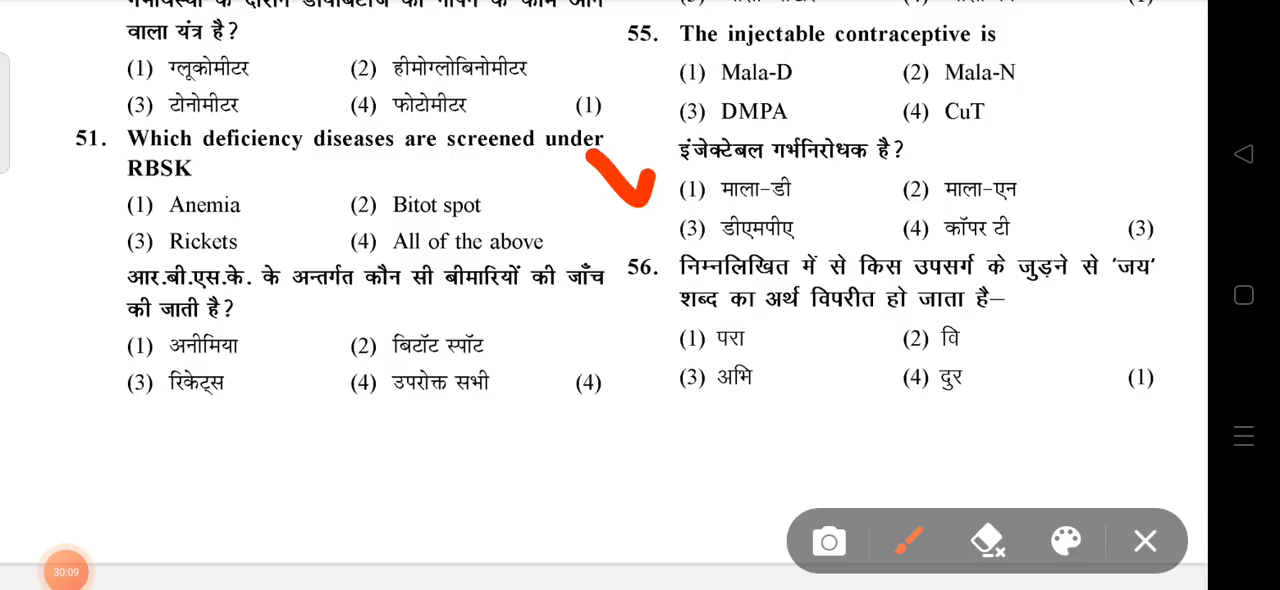 वाला यंत्र है?
(1) ग्लूकोमीटर (2) हीमोग्लोबिनोमीटर
(3) टोनोमीटर (4) फोटोमीटर (1)
51. Which deficiency diseases are screened under
RBSK
(1) Anemia (2) Bitot spot
(3) Rickets (4) All of the above
आर.बी.एस.के. के अन्तर्गत कौन सी बीमारियों की जाँच
की जाती है?
(1) अनीमिया (2) बिटॉट स्पॉट
(3) रिकेट्स (4) उपरोक्त सभी (4)
55. The injectable contraceptive is
(1) Mala-D (2) Mala-N
(3) DMPA (4) CuT
इंजेक्टेबल गर्भनिरोधक है?
(1) माला-डी (2) माला-एन
(3) डीएमपीए (4) कॉपर टी (3)
56. निम्नलिखित में से किस उपसर्ग के जुड़ने से 'जय'
शब्द का अर्थ विपरीत हो जाता है–
(1) परा (2) वि
(3) अभि (4) दुर (1)
30:09